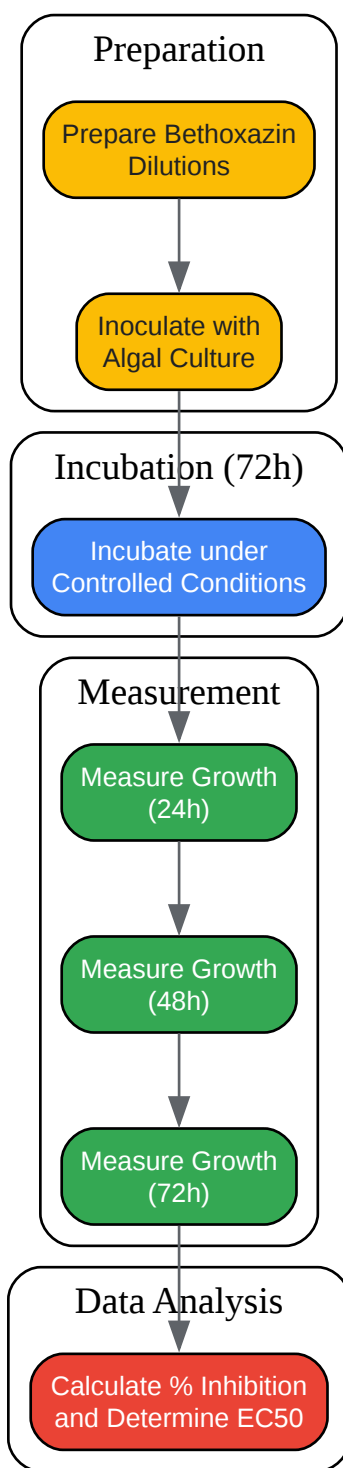 Preparation
Prepare Bethoxazin
Dilutions
Inoculate with
Algal Culture
Incubation (72h)
Incubate under
Controlled Conditions
Measurement
Measure Growth
(24h)
Measure Growth
(48h)
Measure Growth
(72h)
Data Analysis
Calculate % Inhibition
and Determine EC50